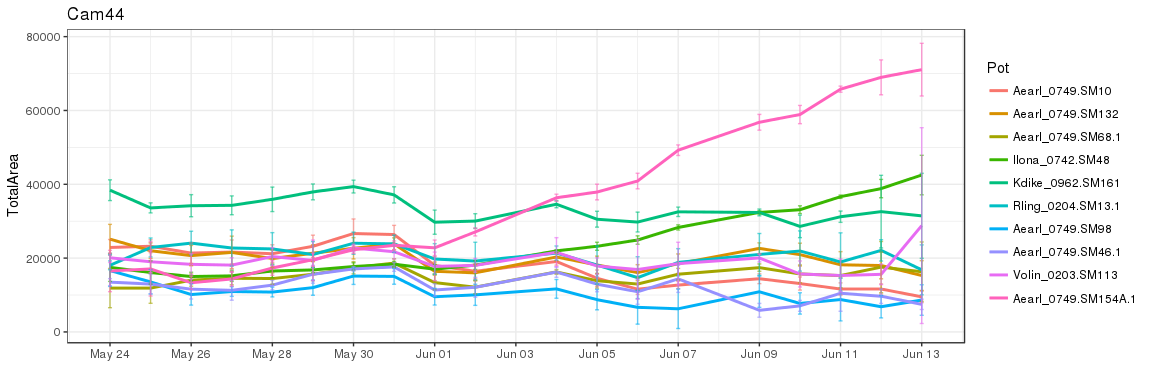 Cam44
TotalArea
80000
60000
40000
20000
0
May 24
May 26
May 28
May 30
Jun 01
Jun 03
Jun 05
Jun 07
Jun 09
Jun 11
Jun 13
Pot
Aearl_0749.SM10
Aearl_0749.SM132
Aearl_0749.SM68.1
Ilona_0742.SM48
Kdike_0962.SM161
Rling_0204.SM13.1
Aearl_0749.SM98
Aearl_0749.SM46.1
Volin_0203.SM113
Aearl_0749.SM154A.1